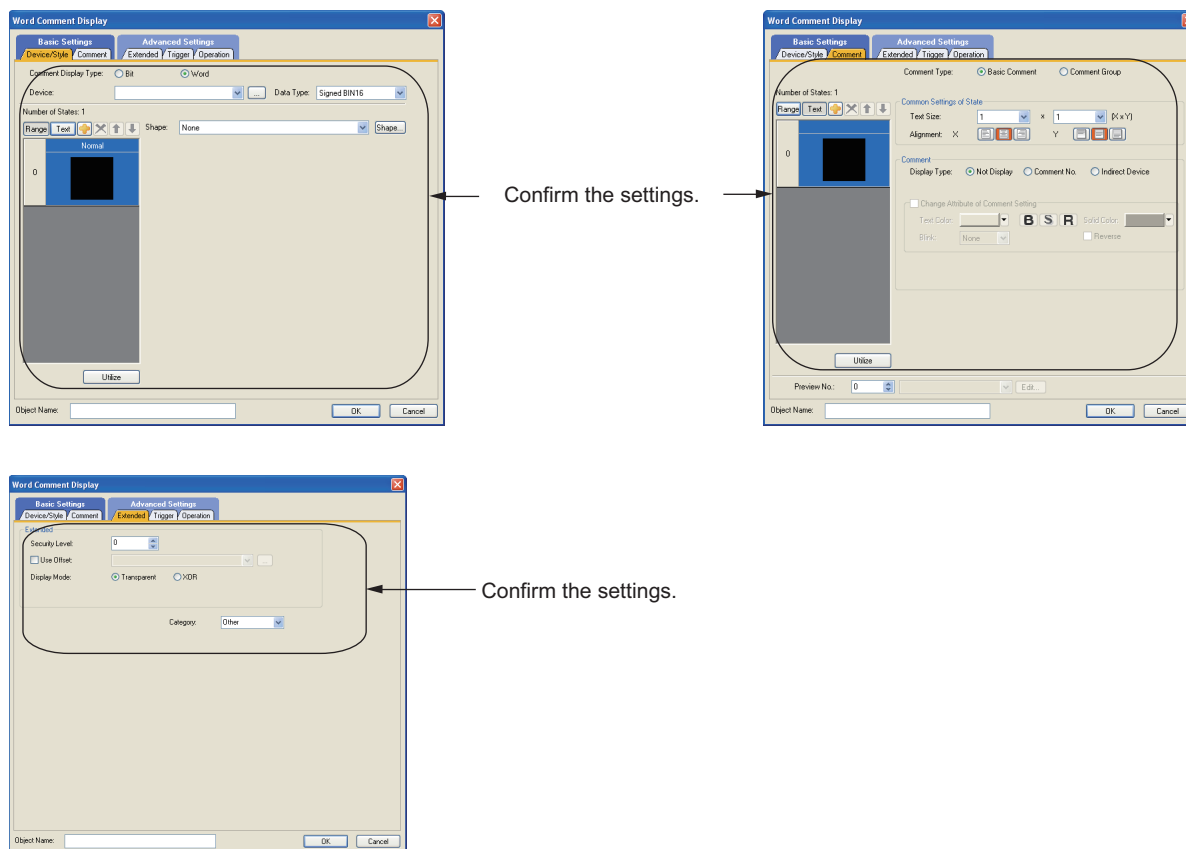 Word Comment Display
Basic Settings Advanced Settings
Device/Style Comment Extended Trigger Operation
Comment Display Type: Bit Word
Device: ... Data Type: Signed BIN16
Number of States: 1
Range Text Shape: None Shape...
Normal
0
Utilize
Object Name: OK Cancel
Confirm the settings.
Word Comment Display
Basic Settings Advanced Settings
Device/Style Comment Extended Trigger Operation
Comment Type: Basic Comment Comment Group
Number of States: 1
Range Text
Common Settings of State
Text Size: 1 x 1 (X x Y)
Alignment: X Y
0
Comment
Display Type: Not Display Comment No. Indirect Device
Change Attribute of Comment Setting
Text Color: B S R Solid Color:
Blink: None Reverse
Utilize
Preview No.: 0 Edit...
Object Name: OK Cancel
Word Comment Display
Basic Settings Advanced Settings
Device/Style Comment Extended Trigger Operation
Extended
Security Level: 0
Use Offset: ...
Display Mode: Transparent XOR
Category: Other
Object Name: OK Cancel
Confirm the settings.